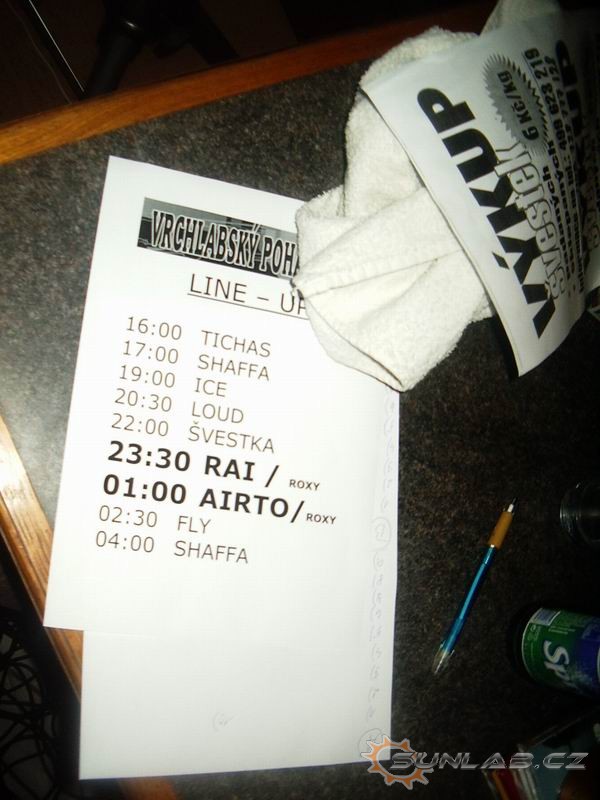 VRCHLABSKÝ
LINE - UP
16:00 TICHAS
17:00 SHAFFA
19:00 ICE
20:30 LOUD
22:00 ŠVESTKA
23:30 RAI / ROXY
01:00 AIRTO/ROXY
02:30 FLY
04:00 SHAFFA
VÝKUP
švestek
6 Kč/kg
SUNLAB.CZ